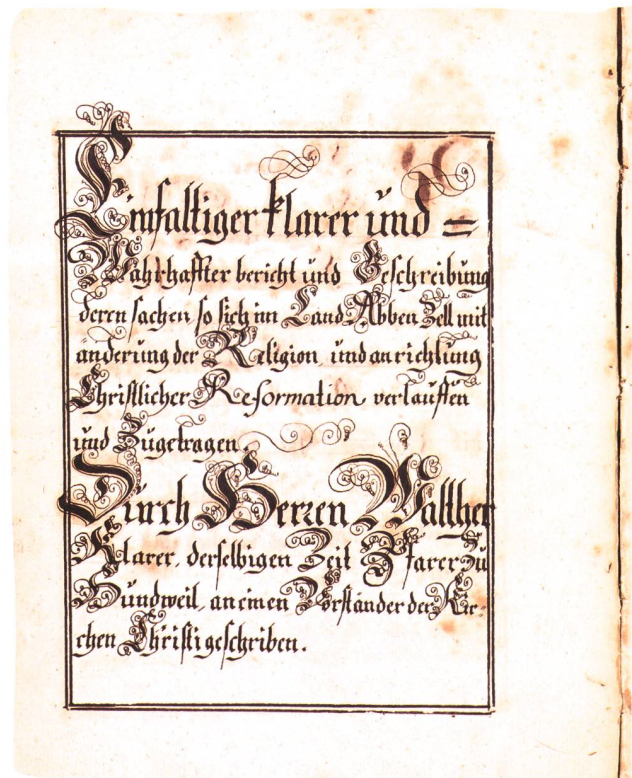 Einfaltiger klarer und =
Wahrhaffter bericht und Beschreibung
deren sachen, so sich im Land Abbenzell mit
änderung der Religion, und anrichtung
Christlicher Reformation verlauffen
und Zugetragen.
Durch Herren Walther
Klarer, derselbigen Zeit Pfarer zu
Hundweil, an einen Vorständer der Kir-
chen Christi geschriben.